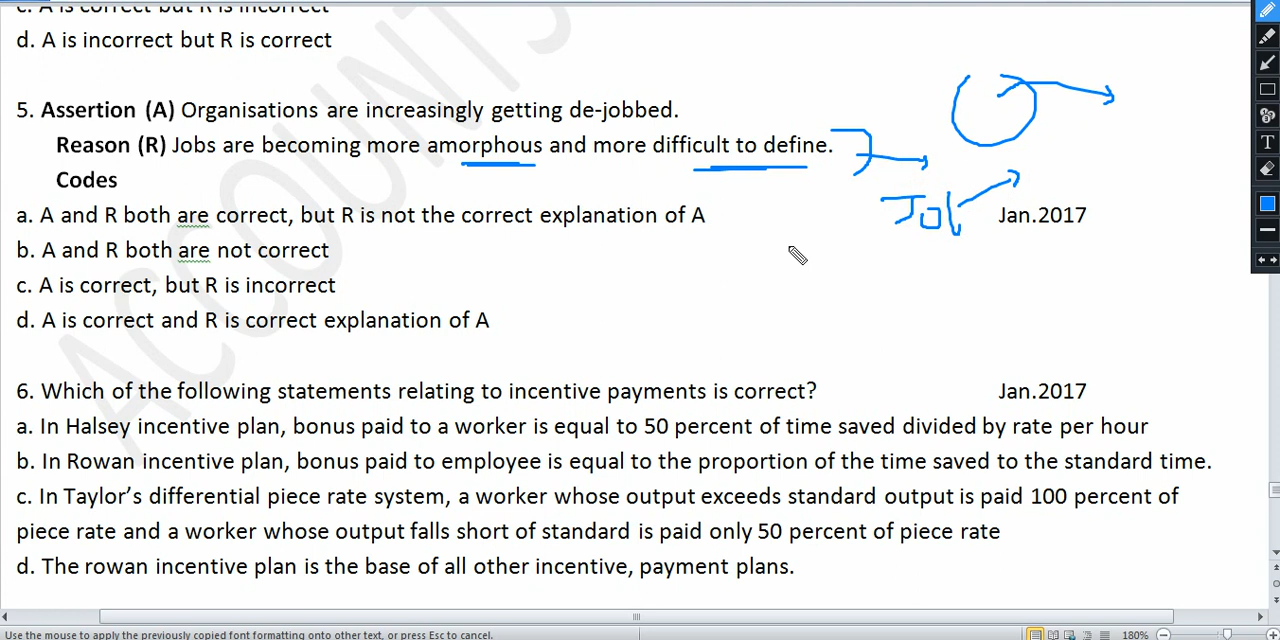 c. A is correct but R is incorrect
d. A is incorrect but R is correct
5. Assertion (A) Organisations are increasingly getting de-jobbed.
Reason (R) Jobs are becoming more amorphous and more difficult to define.
Codes
Job
a. A and R both are correct, but R is not the correct explanation of A Jan.2017
b. A and R both are not correct
c. A is correct, but R is incorrect
d. A is correct and R is correct explanation of A
6. Which of the following statements relating to incentive payments is correct? Jan.2017
a. In Halsey incentive plan, bonus paid to a worker is equal to 50 percent of time saved divided by rate per hour
b. In Rowan incentive plan, bonus paid to employee is equal to the proportion of the time saved to the standard time.
c. In Taylor’s differential piece rate system, a worker whose output exceeds standard output is paid 100 percent of
piece rate and a worker whose output falls short of standard is paid only 50 percent of piece rate
d. The rowan incentive plan is the base of all other incentive, payment plans.
ACCOUNTS
T
Use the mouse to apply the previously copied font formatting onto other text, or press Esc to cancel.
180%